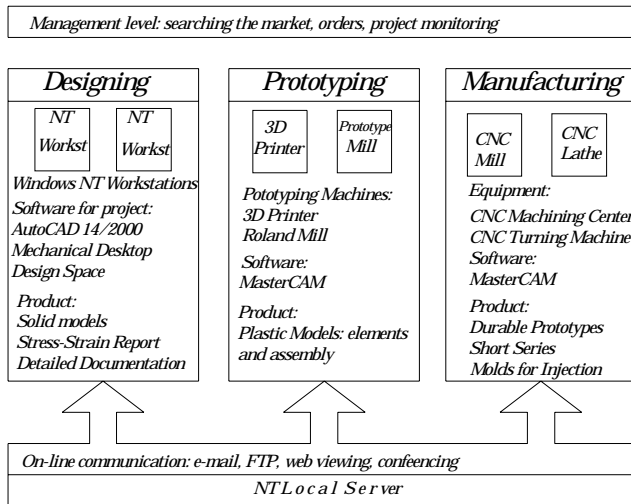 Management level: searching the market, orders, project monitoring
Designing
NT
Workst
NT
Workst
Windows NT Workstations
Software for project:
AutoCAD 14/2000
Mechanical Desktop
Design Space
Product:
Solid models
Stress-Strain Report
Detailed Documentation
Prototyping
3D
Printer
Prototype
Mill
Pototyping Machines:
3D Printer
Roland Mill
Software:
MasterCAM
Product:
Plastic Models: elements
and assembly
Manufacturing
CNC
Mill
CNC
Lathe
Equipment:
CNC Machining Center
CNC Turning Machine
Software:
MasterCAM
Product:
Durable Prototypes
Short Series
Molds for Injection
On-line communication: e-mail, FTP, web viewing, confeencing
NT Local Server